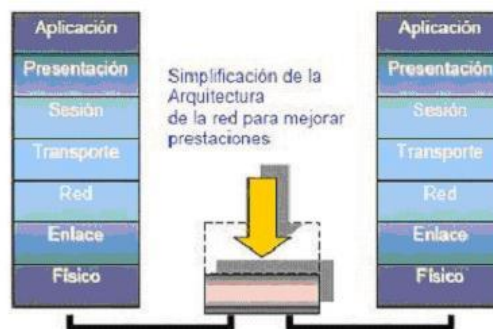 Aplicación
Presentación
Sesión
Transporte
Red
Enlace
Físico
Simplificación de la
Arquitectura
de la red para mejorar
prestaciones
Aplicación
Presentación
Sesión
Transporte
Red
Enlace
Físico